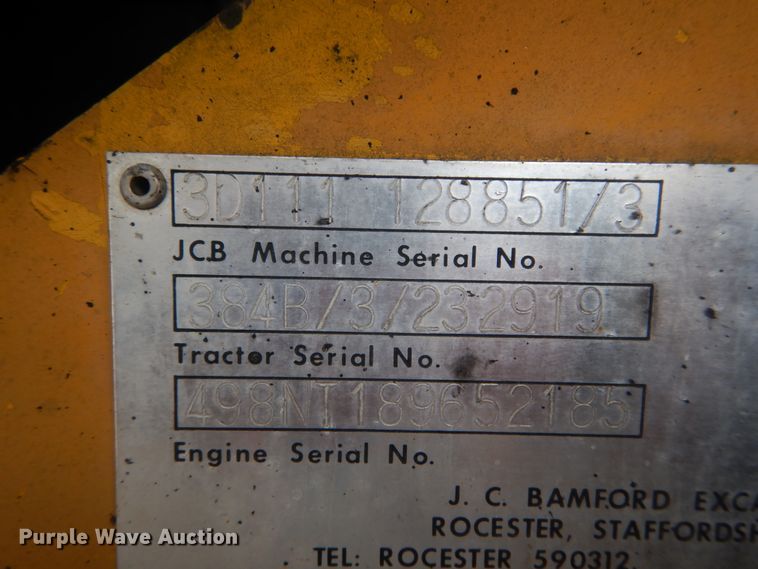 3D111 128851/3
JCB Machine Serial No.
384B/3/232919
Tractor Serial No.
498NT189652185
Engine Serial No.
J. C. BAMFORD EXCA
ROCESTER, STAFFORDSH
TEL: ROCESTER 590312.
Purple Wave Auction